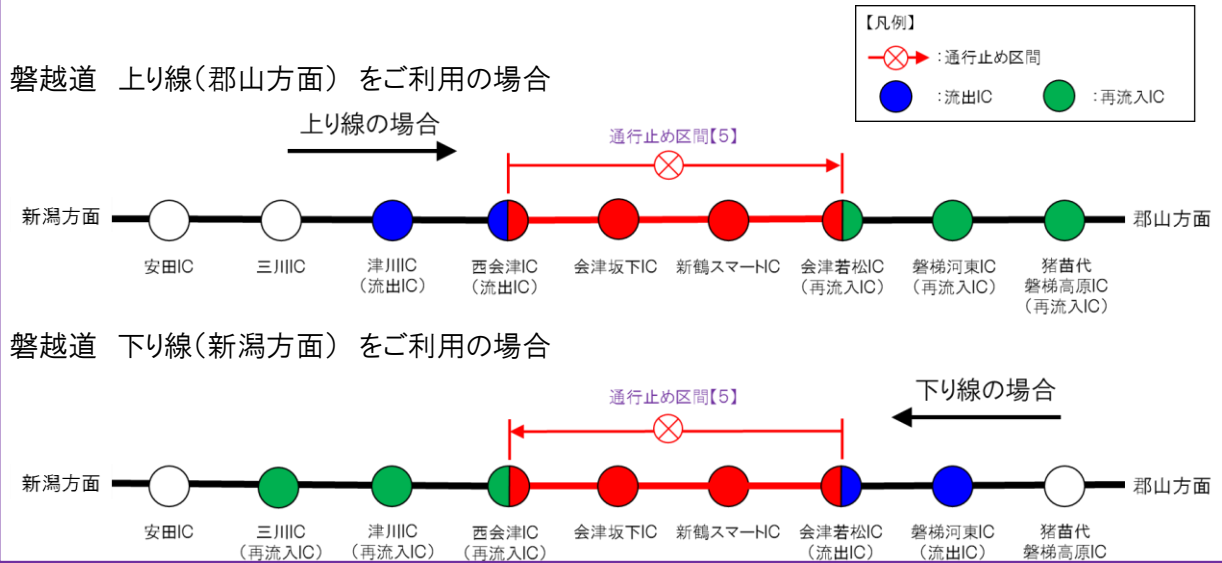 【凡例】
：通行止め区間
：流出IC
：再流入IC
磐越道 上り線（郡山方面） をご利用の場合
上り線の場合
通行止め区間【5】
新潟方面
郡山方面
安田IC
三川IC
津川IC
（流出IC）
西会津IC
（流出IC）
会津坂下IC
新鶴スマートIC
会津若松IC
（再流入IC）
磐梯河東IC
（再流入IC）
猪苗代
磐梯高原IC
（再流入IC）
磐越道 下り線（新潟方面） をご利用の場合
下り線の場合
通行止め区間【5】
新潟方面
郡山方面
安田IC
三川IC
（再流入IC）
津川IC
（再流入IC）
西会津IC
（再流入IC）
会津坂下IC
新鶴スマートIC
会津若松IC
（流出IC）
磐梯河東IC
（流出IC）
猪苗代
磐梯高原IC